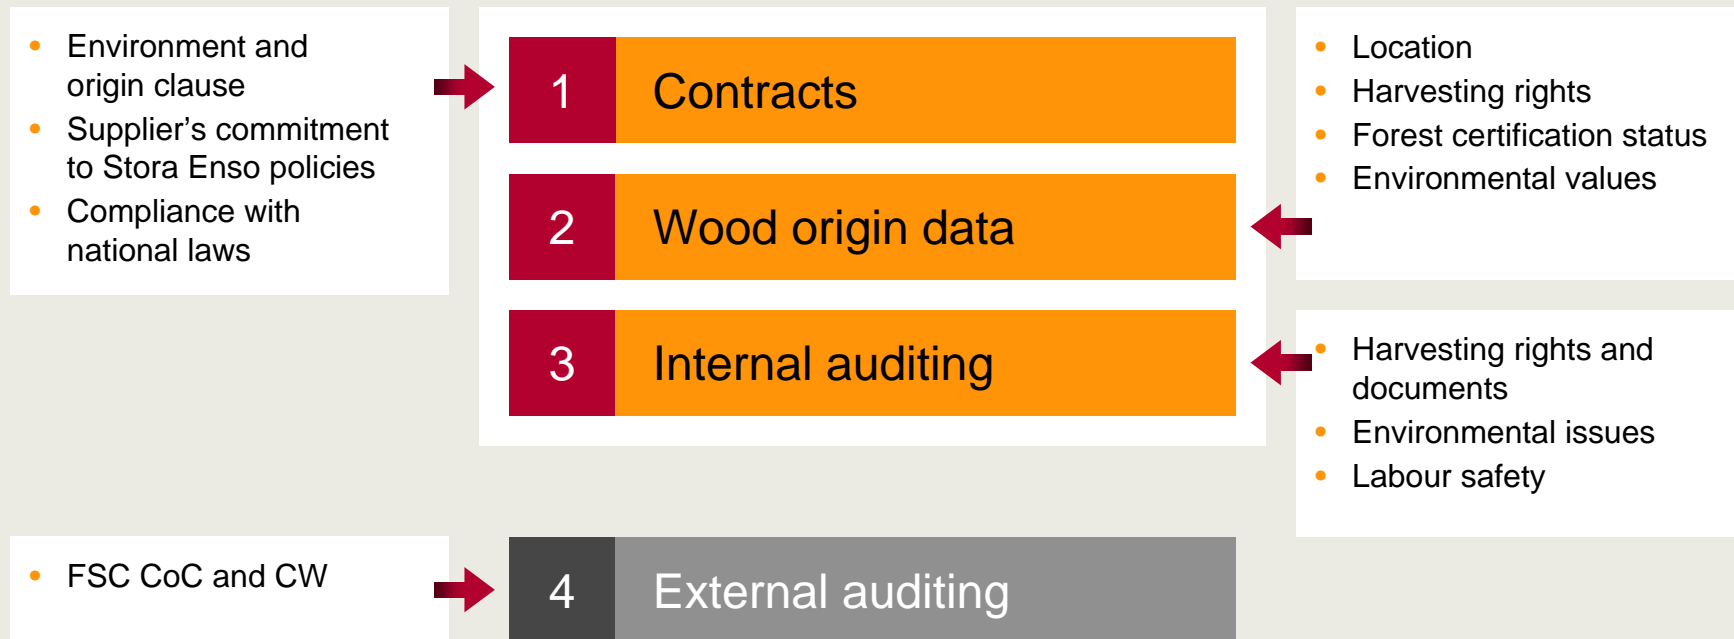 • Environment and
origin clause
• Supplier’s commitment
to Stora Enso policies
• Compliance with
national laws
1 Contracts
2 Wood origin data
3 Internal auditing
• Location
• Harvesting rights
• Forest certification status
• Environmental values
• Harvesting rights and
documents
• Environmental issues
• Labour safety
• FSC CoC and CW
4 External auditing